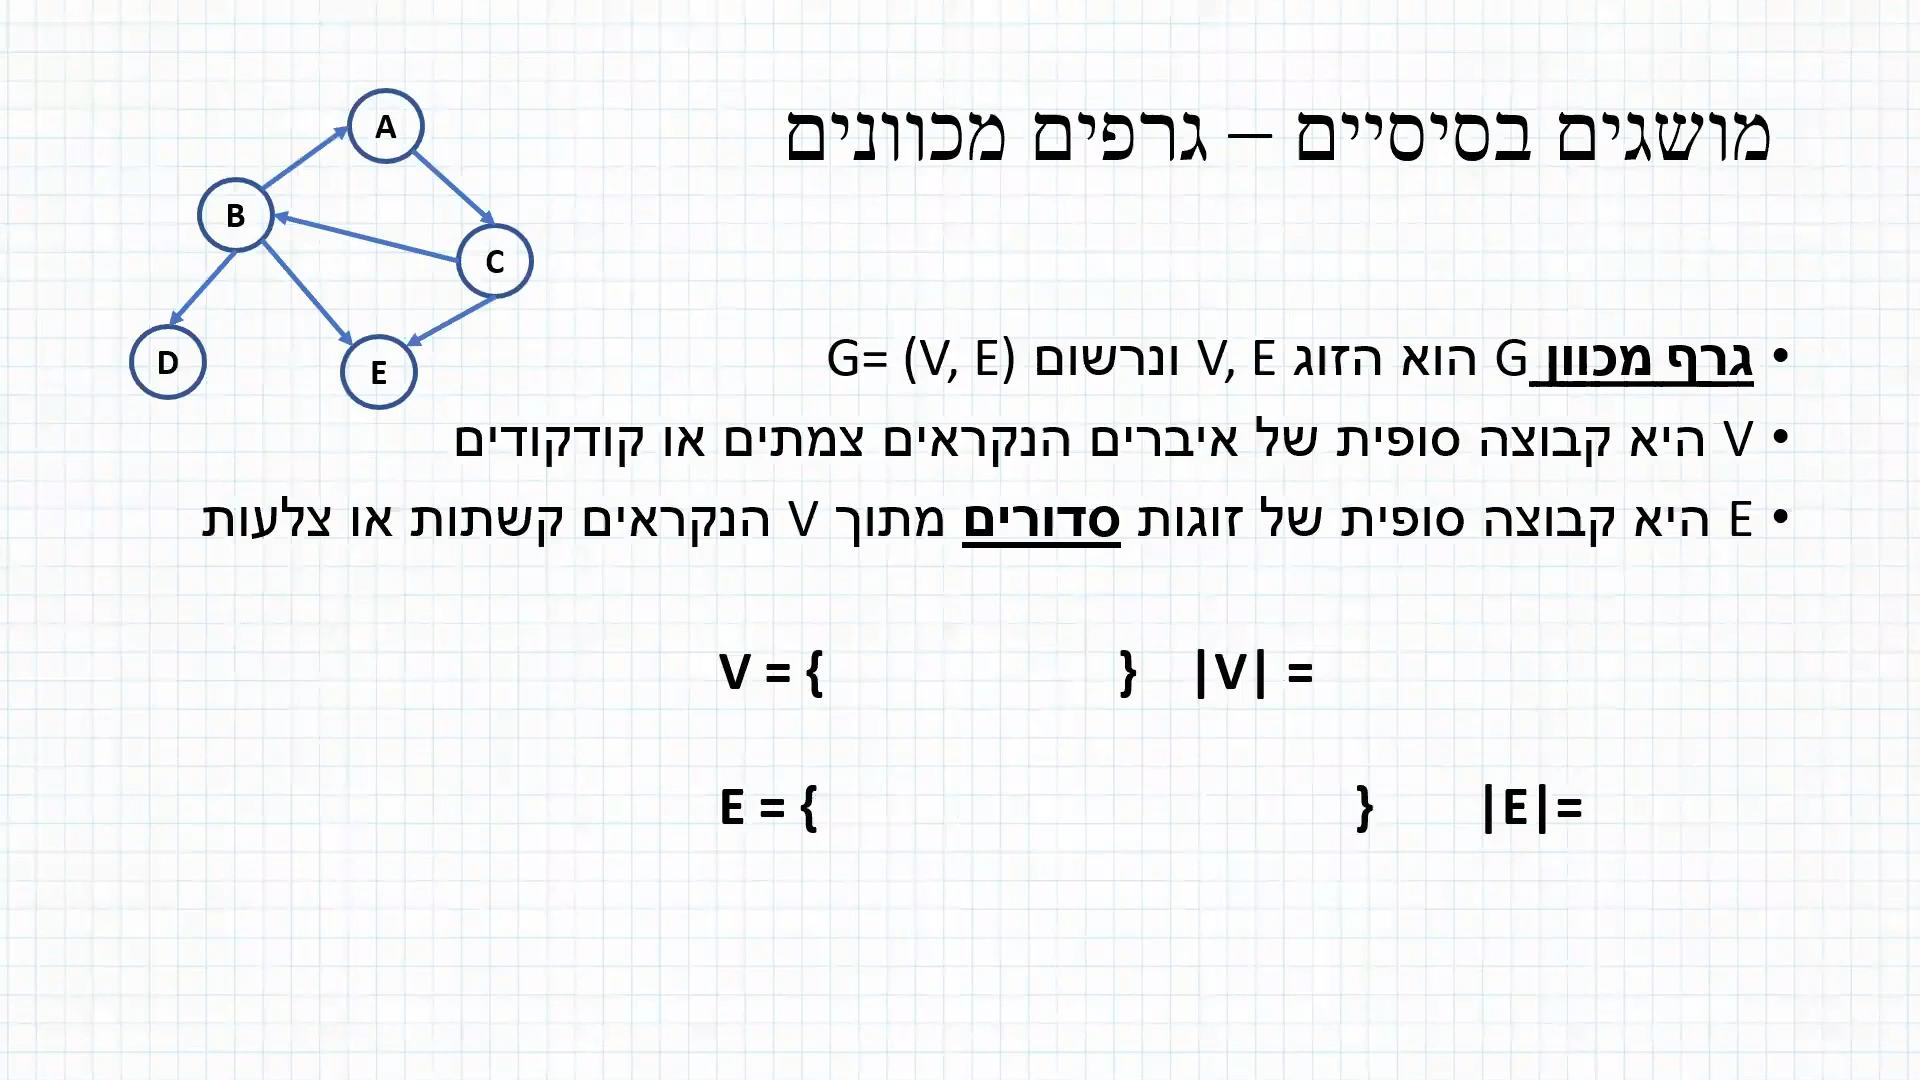 מושגים בסיסיים – גרפים מכוונים
A
B
C
D
E
• גרף מכוון G הוא הזוג V, E ונרשום G= (V, E)
• V היא קבוצה סופית של איברים הנקראים צמתים או קודקודים
• E היא קבוצה סופית של זוגות סדורים מתוך V הנקראים קשתות או צלעות
V = { } |V| =
E = { } |E|=